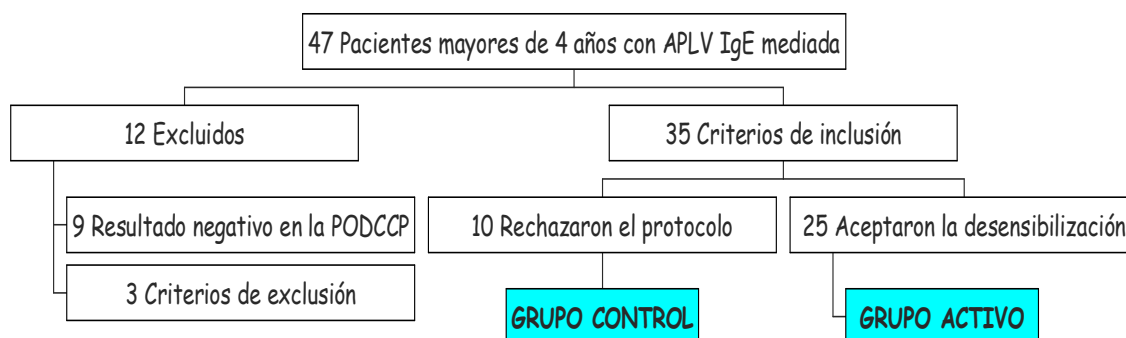 47 Pacientes mayores de 4 años con APLV IgE mediada
12 Excluidos
35 Criterios de inclusión
9 Resultado negativo en la PODCCP
10 Rechazaron el protocolo
25 Aceptaron la desensibilización
3 Criterios de exclusión
GRUPO CONTROL
GRUPO ACTIVO